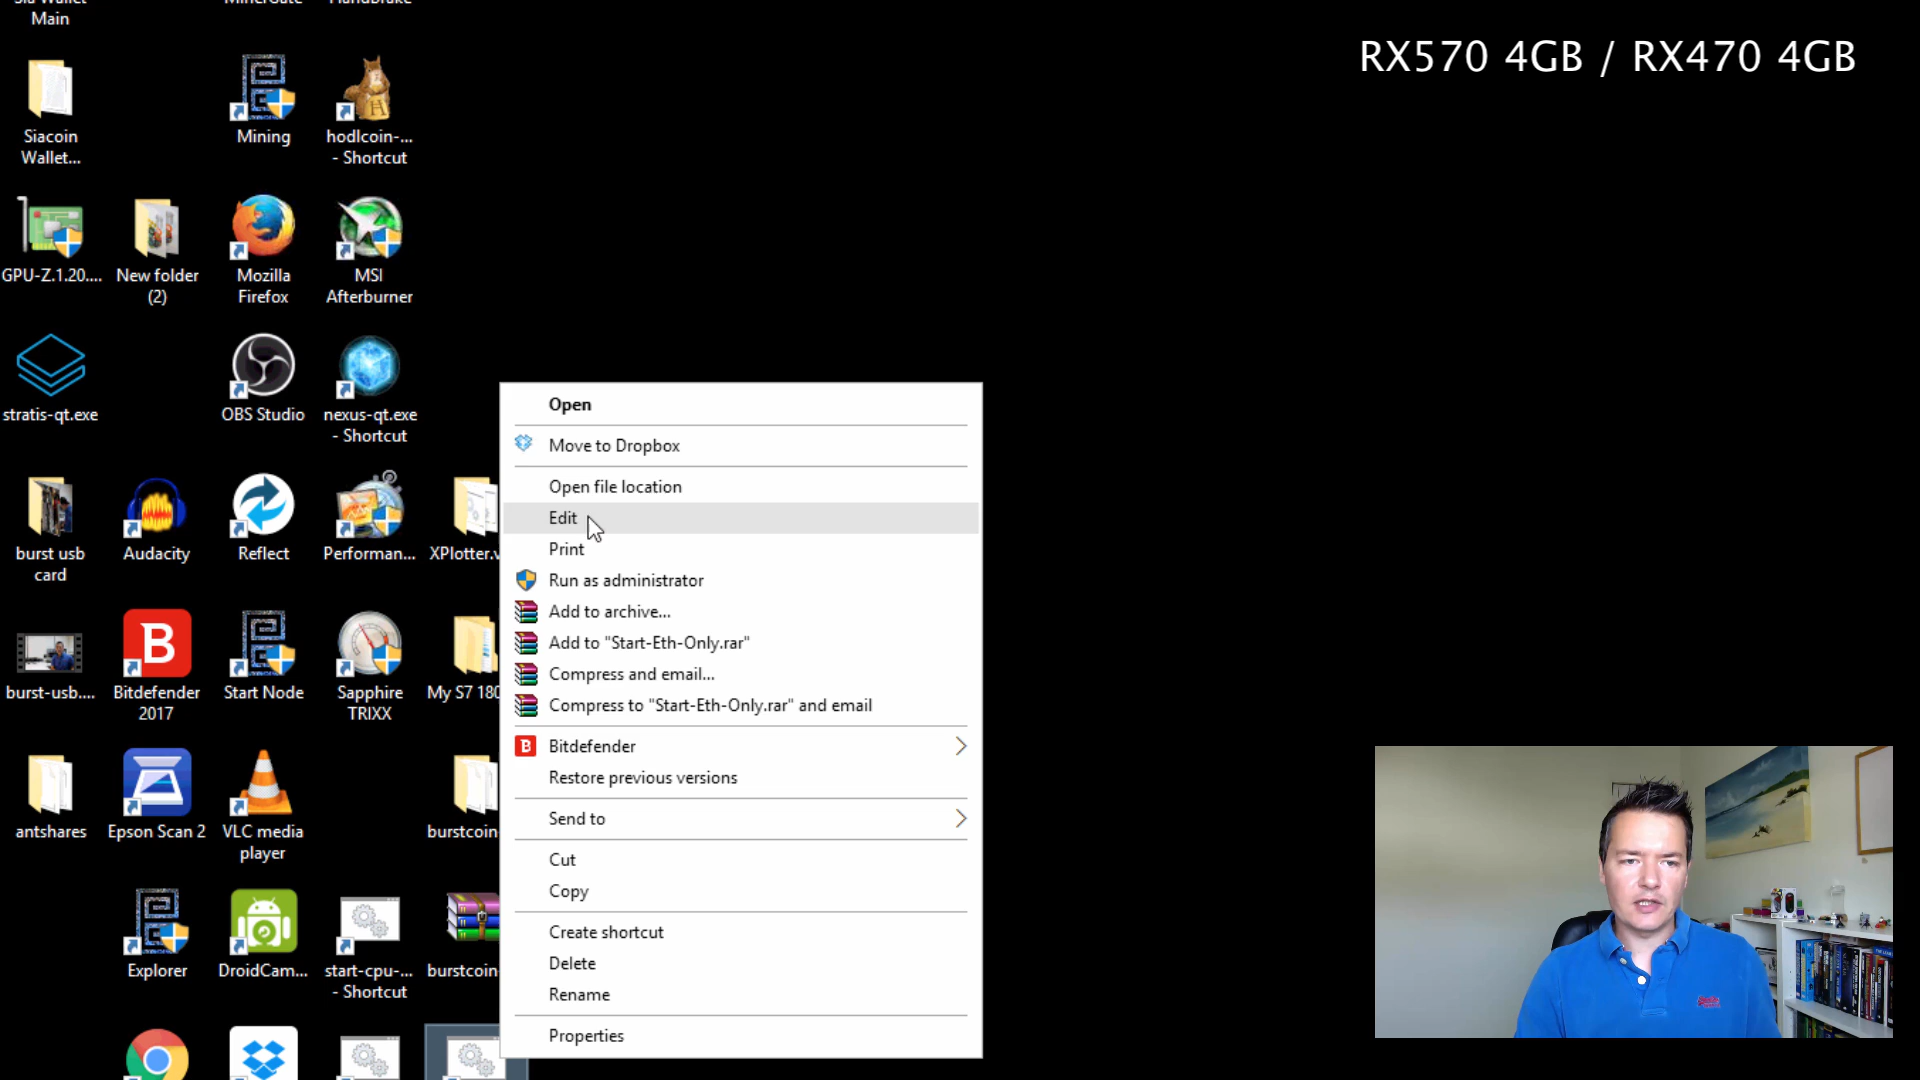 Main
RX570 4GB / RX470 4GB
Siacoin
Wallet...
Mining
hodlcoin-...
- Shortcut
GPU-Z.1.20....
New folder
(2)
Mozilla
Firefox
MSI
Afterburner
stratis-qt.exe
OBS Studio
nexus-qt.exe
- Shortcut
burst usb
card
Audacity
Reflect
Performan...
XPlotter.v
burst-usb....
Bitdefender
2017
Start Node
Sapphire
TRIXX
My S7 180
antshares
Epson Scan 2
VLC media
player
burstcoin
Explorer
DroidCam...
start-cpu-...
- Shortcut
burstcoin
Open
Move to Dropbox
Open file location
Edit
Print
Run as administrator
Add to archive...
Add to "Start-Eth-Only.rar"
Compress and email...
Compress to "Start-Eth-Only.rar" and email
Bitdefender
Restore previous versions
Send to
Cut
Copy
Create shortcut
Delete
Rename
Properties